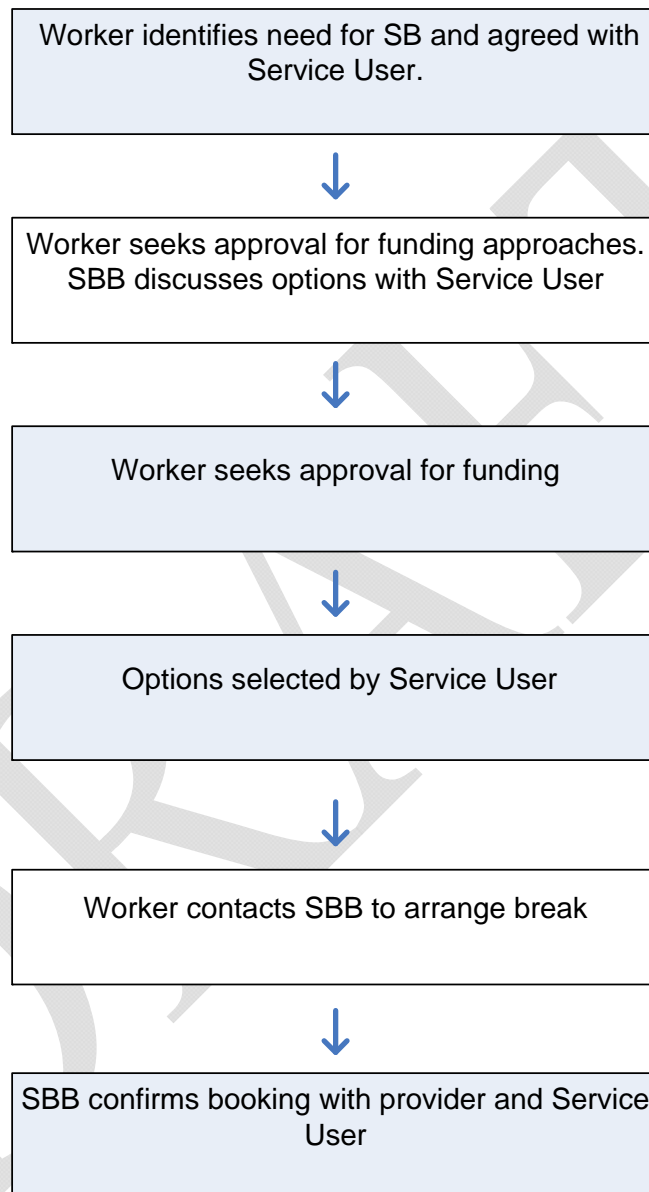 Worker identifies need for SB and agreed with
Service User.
Worker seeks approval for funding approaches.
SBB discusses options with Service User
Worker seeks approval for funding
Options selected by Service User
Worker contacts SBB to arrange break
SBB confirms booking with provider and Service
User